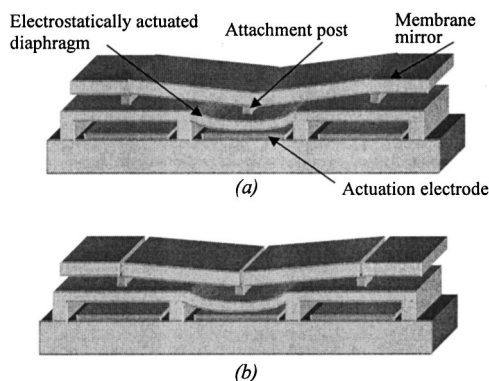 Electrostatically actuated
diaphragm
Attachment post
Membrane
mirror
Actuation electrode
(a)
(b)